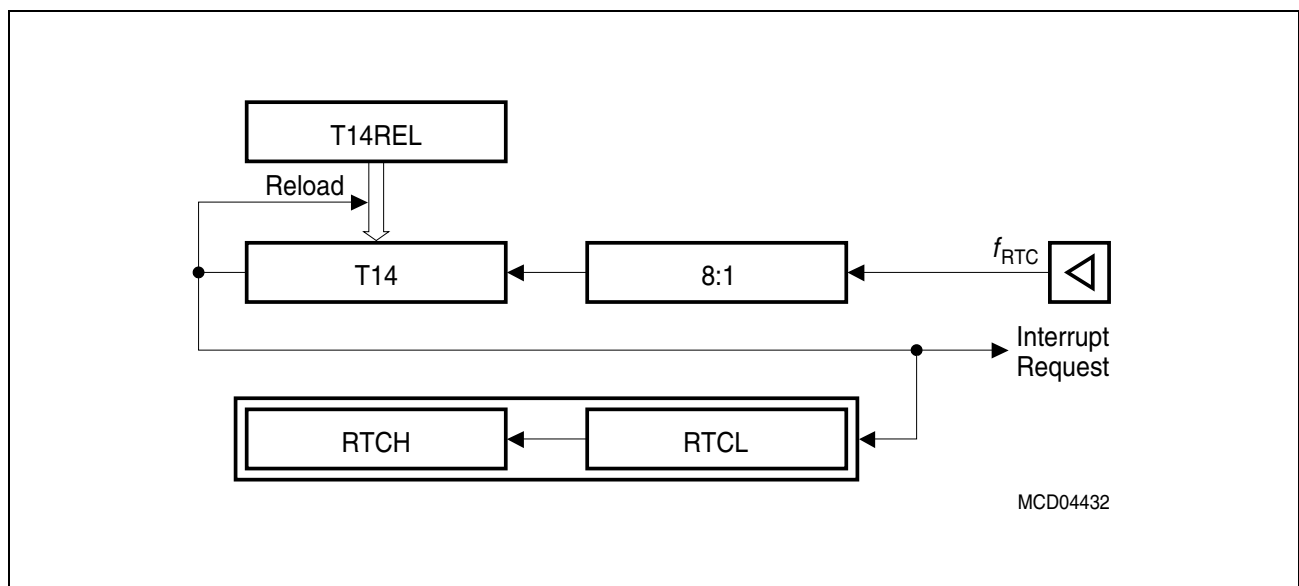 T14REL
Reload
T14
8:1
fRTC
Interrupt
Request
RTCH
RTCL
MCD04432